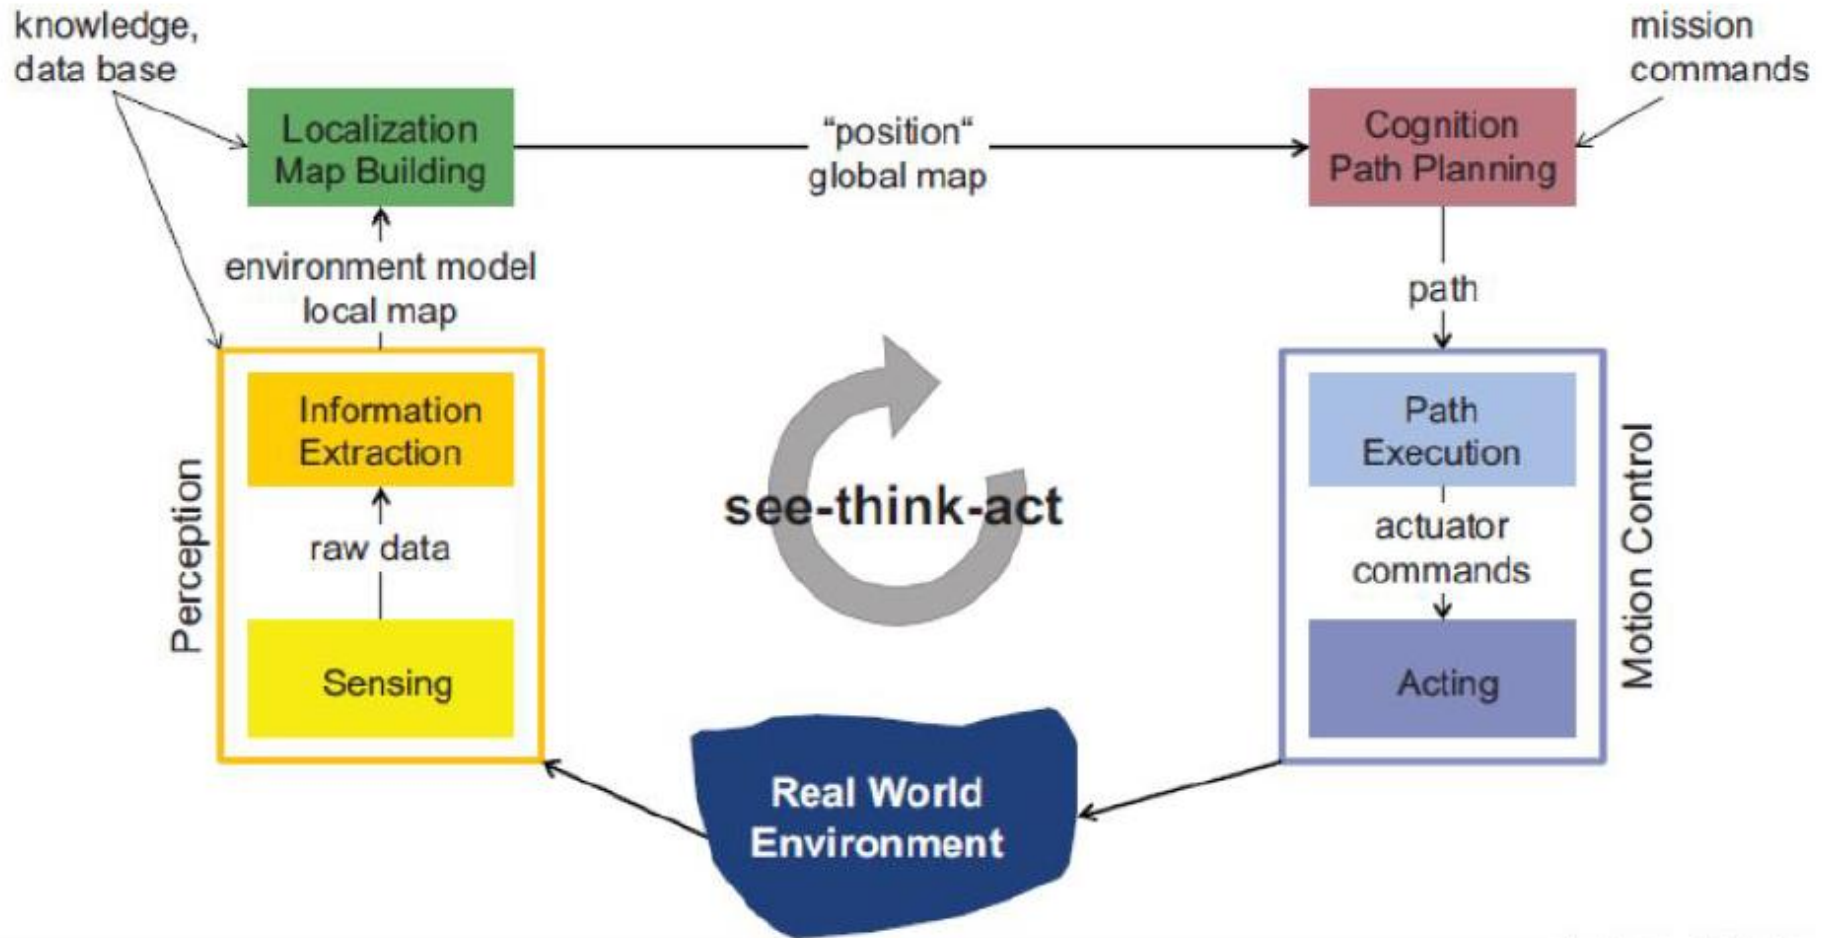 knowledge,
data base
mission
commands
Localization
Map Building
“position“
global map
Cognition
Path Planning
environment model
local map
path
Perception
Information
Extraction
raw data
Sensing
see-think-act
Path
Execution
actuator
commands
Acting
Motion Control
Real World
Environment